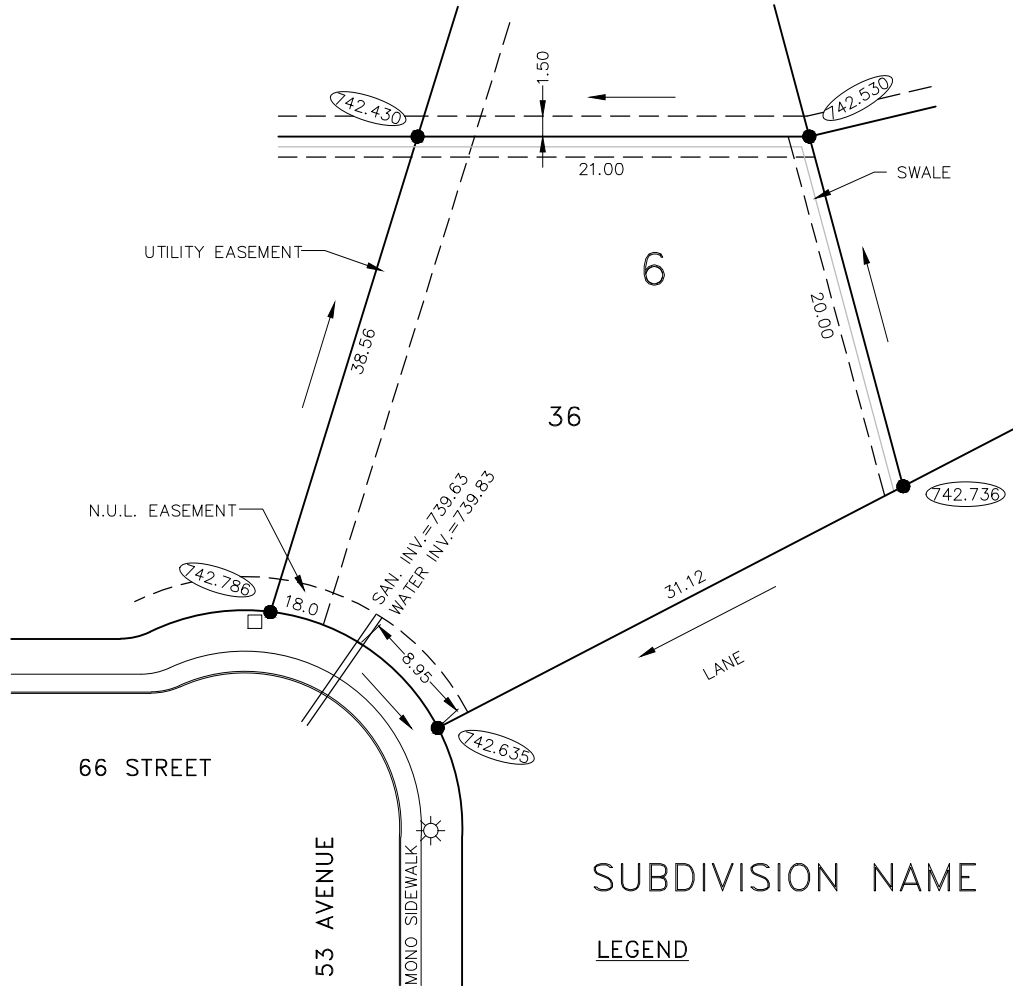 1.50
742.430
742.530
21.00
SWALE
UTILITY EASEMENT
6
20.00
38.56
36
SAN. INV.=739.63
WATER INV.=739.83
742.736
N.U.L. EASEMENT
742.786
18.0
31.12
8.95
LANE
742.635
66 STREET
53 AVENUE
MONO SIDEWALK
SUBDIVISION NAME
LEGEND